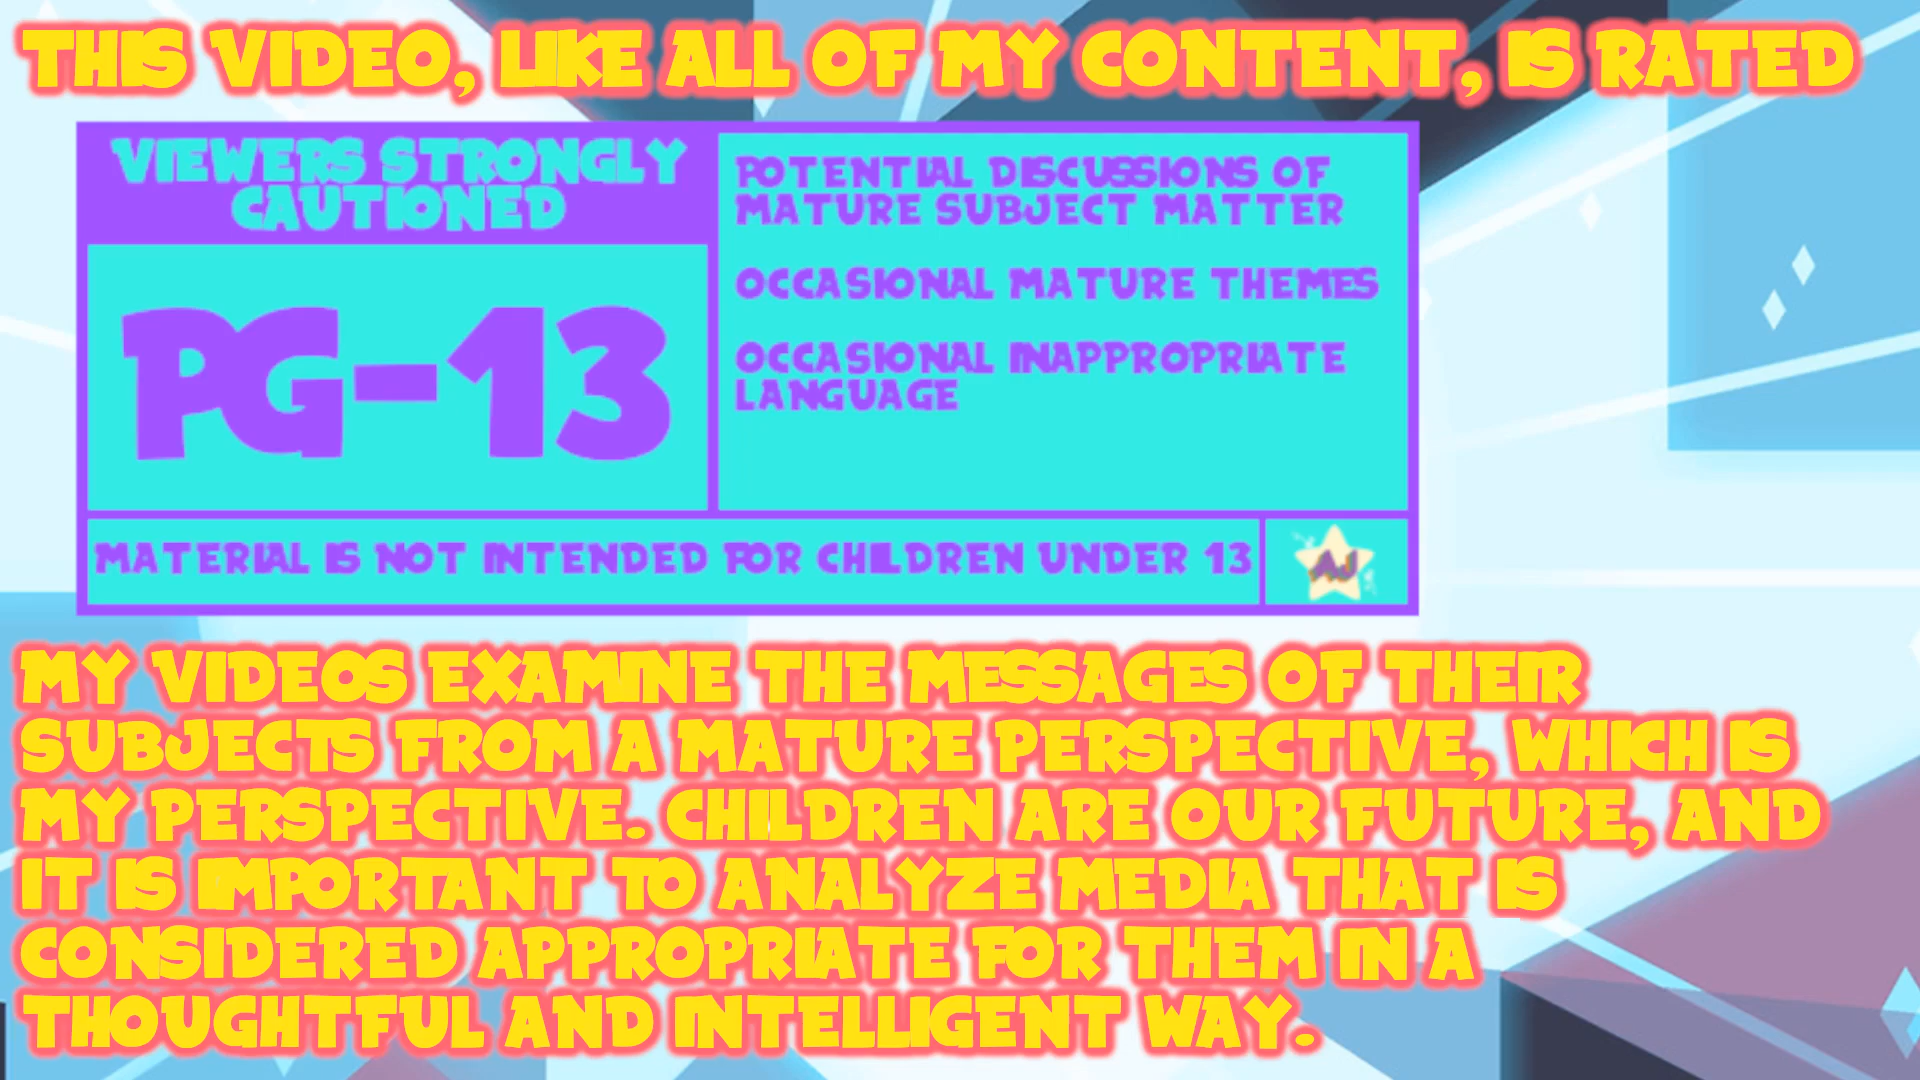 THIS VIDEO, LIKE ALL OF MY CONTENT, IS RATED
VIEWERS STRONGLY
CAUTIONED
PG-13
POTENTIAL DISCUSSIONS OF
MATURE SUBJECT MATTER
OCCASIONAL MATURE THEMES
OCCASIONAL INAPPROPRIATE
LANGUAGE
MATERIAL IS NOT INTENDED FOR CHILDREN UNDER 13
AJ
MY VIDEOS EXAMINE THE MESSAGES OF THEIR
SUBJECTS FROM A MATURE PERSPECTIVE, WHICH IS
MY PERSPECTIVE. CHILDREN ARE OUR FUTURE, AND
IT IS IMPORTANT TO ANALYZE MEDIA THAT IS
CONSIDERED APPROPRIATE FOR THEM IN A
THOUGHTFUL AND INTELLIGENT WAY.